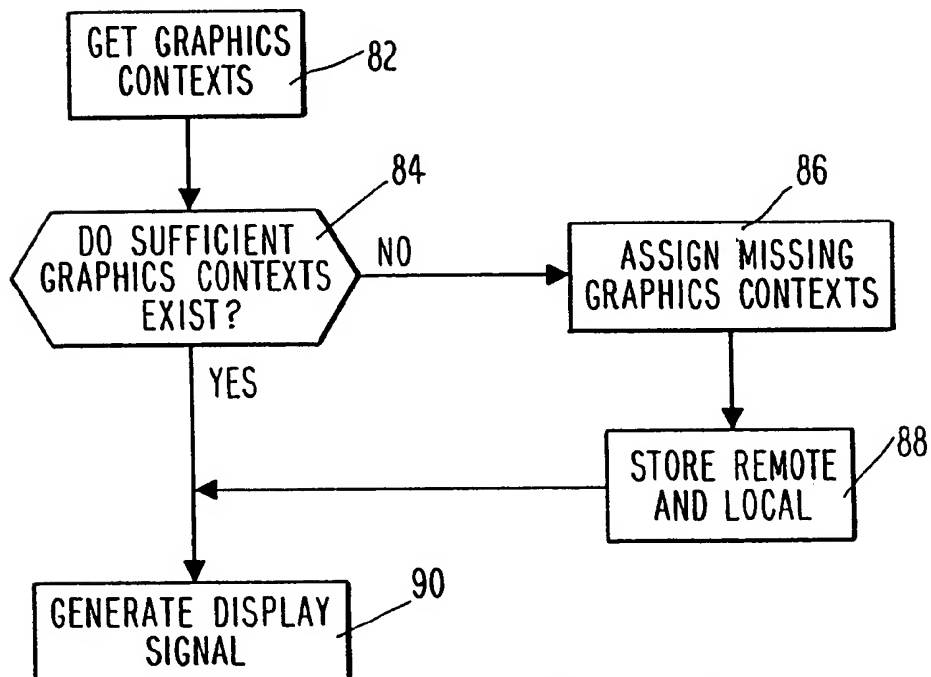 GET GRAPHICS
CONTEXTS
82
84
DO SUFFICIENT
GRAPHICS CONTEXTS
EXIST?
NO
86
ASSIGN MISSING
GRAPHICS CONTEXTS
YES
STORE REMOTE
AND LOCAL
88
GENERATE DISPLAY
SIGNAL
90